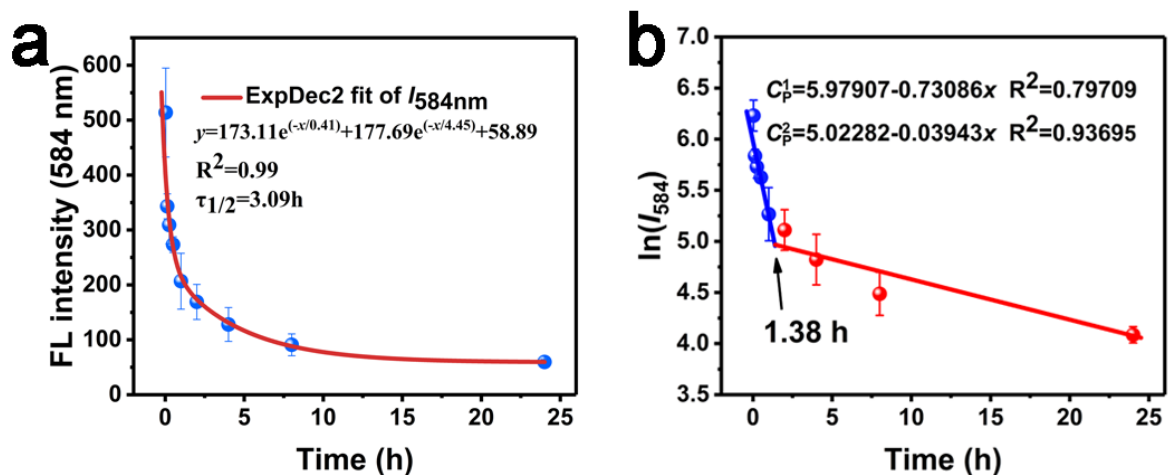 a
FL intensity (584 nm)
600
500
400
300
200
100
0
ExpDec2 fit of I584nm
y=173.11e(-x/0.41)+177.69e(-x/4.45)+58.89
R2=0.99
τ1/2=3.09h
0 5 10 15 20 25
Time (h)
b
ln(I584)
7.0
6.5
6.0
5.5
5.0
4.5
4.0
3.5
C1P=5.97907-0.73086x R2=0.79709
C2P=5.02282-0.03943x R2=0.93695
1.38 h
0 5 10 15 20 25
Time (h)